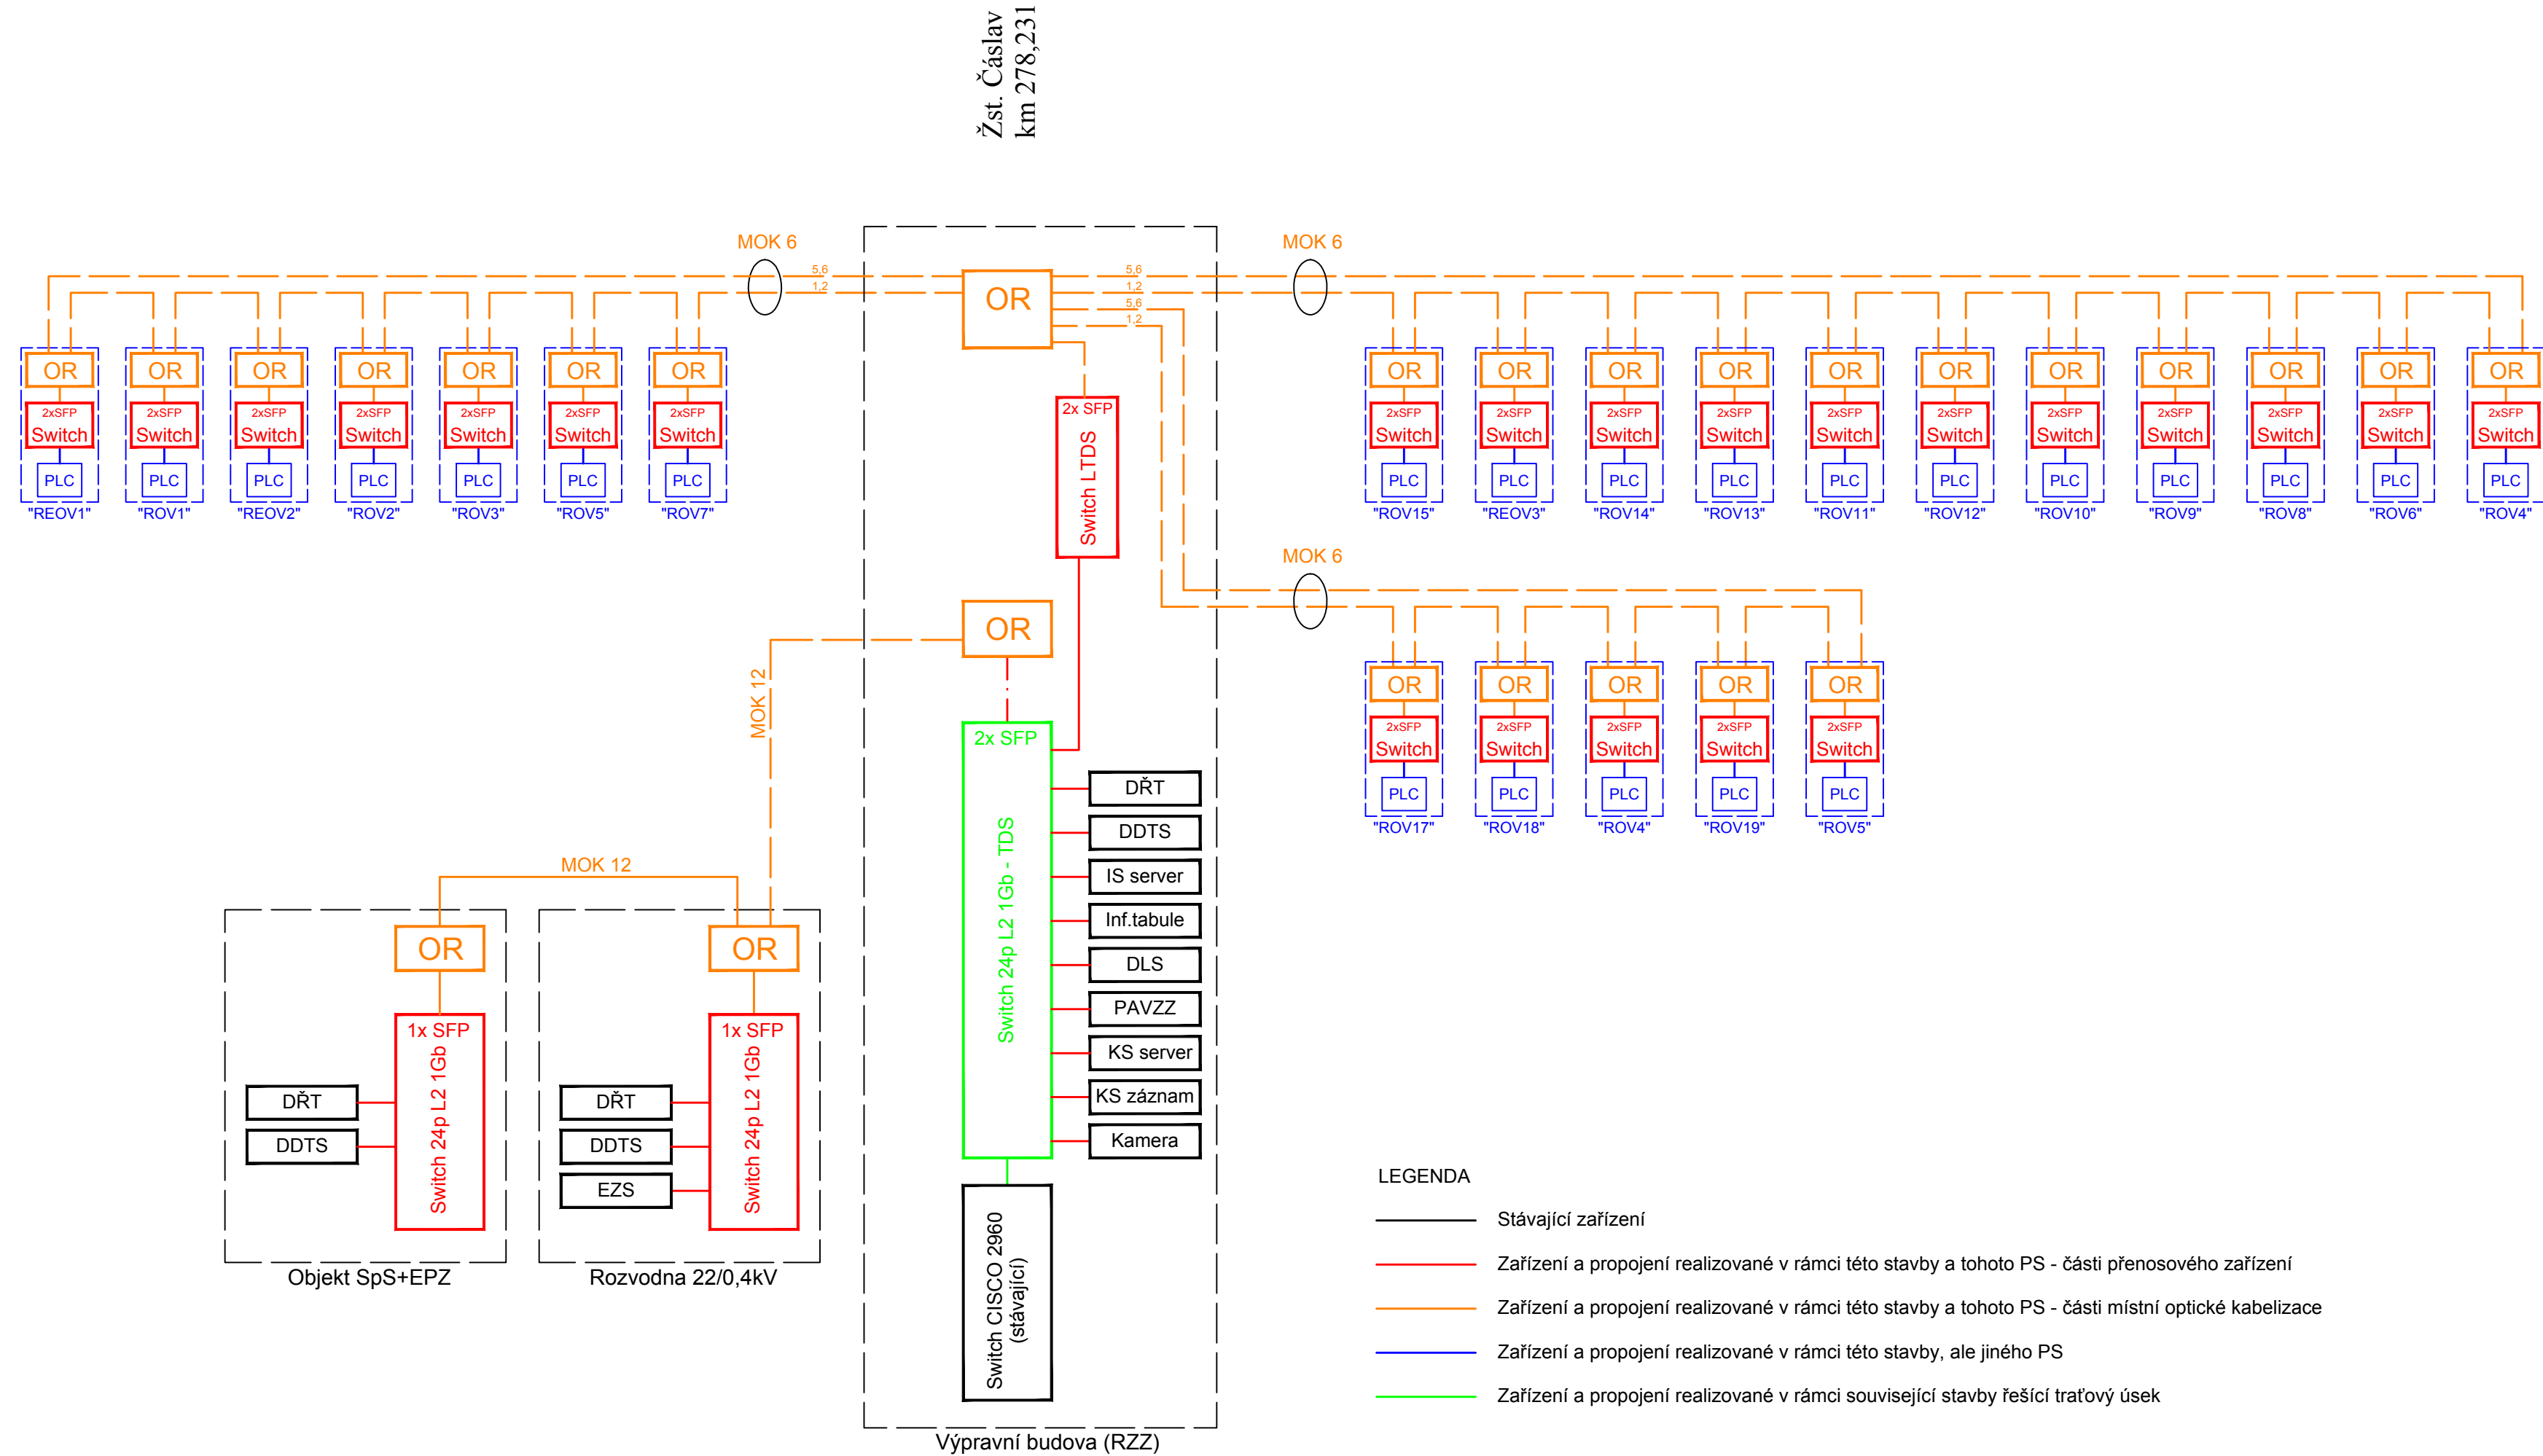 Žst. Čáslav
km 278,231
MOK 6
MOK 6
5,6
1,2
OR
5,6
1,2
5,6
1,2
OR
OR
OR
OR
OR
OR
OR
2xSFP
2xSFP
2xSFP
2xSFP
2xSFP
2xSFP
2xSFP
Switch
Switch
Switch
Switch
Switch
Switch
Switch
PLC
PLC
PLC
PLC
PLC
PLC
PLC
"REOV1"
"ROV1"
"REOV2"
"ROV2"
"ROV3"
"ROV5"
"ROV7"
2x SFP
Switch LTDS
OR
OR
OR
OR
OR
OR
OR
OR
OR
OR
OR
2xSFP
2xSFP
2xSFP
2xSFP
2xSFP
2xSFP
2xSFP
2xSFP
2xSFP
2xSFP
2xSFP
Switch
Switch
Switch
Switch
Switch
Switch
Switch
Switch
Switch
Switch
Switch
PLC
PLC
PLC
PLC
PLC
PLC
PLC
PLC
PLC
PLC
PLC
"ROV15"
"REOV3"
"ROV14"
"ROV13"
"ROV11"
"ROV12"
"ROV10"
"ROV9"
"ROV8"
"ROV6"
"ROV4"
MOK 6
OR
OR
OR
OR
OR
2xSFP
2xSFP
2xSFP
2xSFP
2xSFP
Switch
Switch
Switch
Switch
Switch
PLC
PLC
PLC
PLC
PLC
"ROV17"
"ROV18"
"ROV4"
"ROV19"
"ROV5"
OR
MOK 12
2x SFP
Switch 24p L2 1Gb - TDS
DŘT
DDTS
IS server
Inf.tabule
DLS
PAVZZ
KS server
KS záznam
Kamera
Switch CISCO 2960
(stávající)
Výpravní budova (RZZ)
MOK 12
OR
1x SFP
Switch 24p L2 1Gb
DŘT
DDTS
Objekt SpS+EPZ
OR
1x SFP
Switch 24p L2 1Gb
DŘT
DDTS
EZS
Rozvodna 22/0,4kV
LEGENDA
Stávající zařízení
Zařízení a propojení realizované v rámci této stavby a tohoto PS - části přenosového zařízení
Zařízení a propojení realizované v rámci této stavby a tohoto PS - části místní optické kabelizace
Zařízení a propojení realizované v rámci této stavby, ale jiného PS
Zařízení a propojení realizované v rámci související stavby řešící traťový úsek